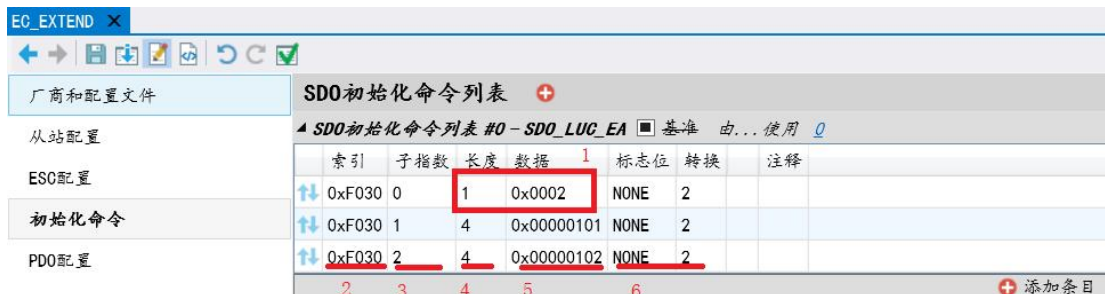 EC_EXTEND
厂商和配置文件
从站配置
ESC配置
初始化命令
PDO配置
SDO初始化命令列表
SDO初始化命令列表 #0 - SDO_LUC_EA 基准 由...使用 0
索引 子指数 长度 数据 1 标志位 转换 注释
0xF030 0 1 0x0002 NONE 2
0xF030 1 4 0x00000101 NONE 2
0xF030 2 4 0x00000102 NONE 2
2 3 4 5 6
添加条目